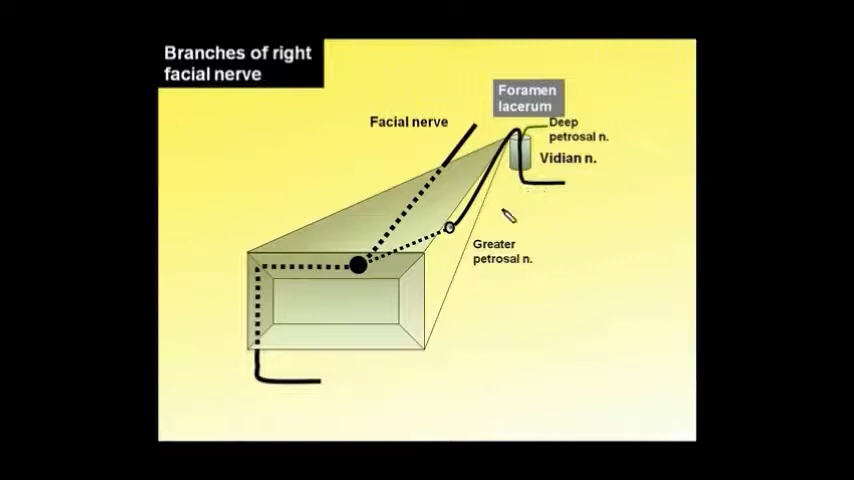 Branches of right
facial nerve
Foramen
lacerum
Facial nerve
Deep
petrosal n.
Vidian n.
Greater
petrosal n.